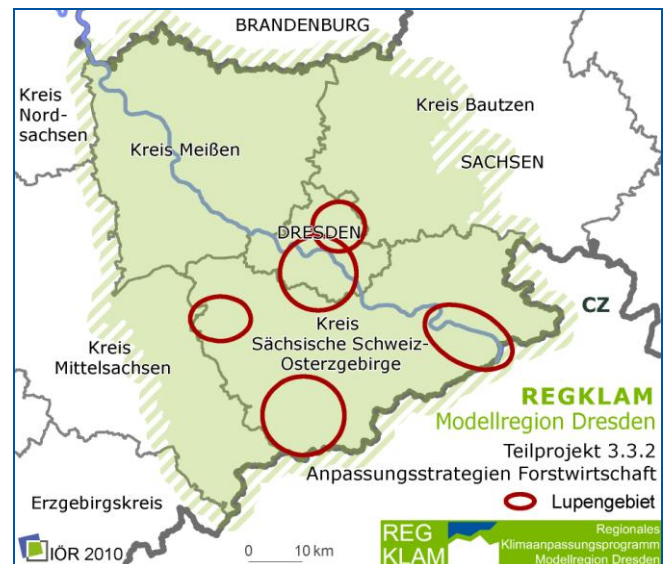 BRANDENBURG
Kreis
Nord-
sachsen
Kreis Bautzen
Kreis Meißen
SACHSEN
DRESDEN
CZ
Kreis
Sächsische Schweiz-
Osterzgebirge
Kreis
Mittelsachsen
REGKLAM
Modellregion Dresden
Teilprojekt 3.3.2
Anpassungsstrategien Forstwirtschaft
Erzgebirgskreis
Lupengebiet
IÖR 2010
0 10 km
REG
KLAM
Regionales
Klimaanpassungsprogramm
Modellregion Dresden